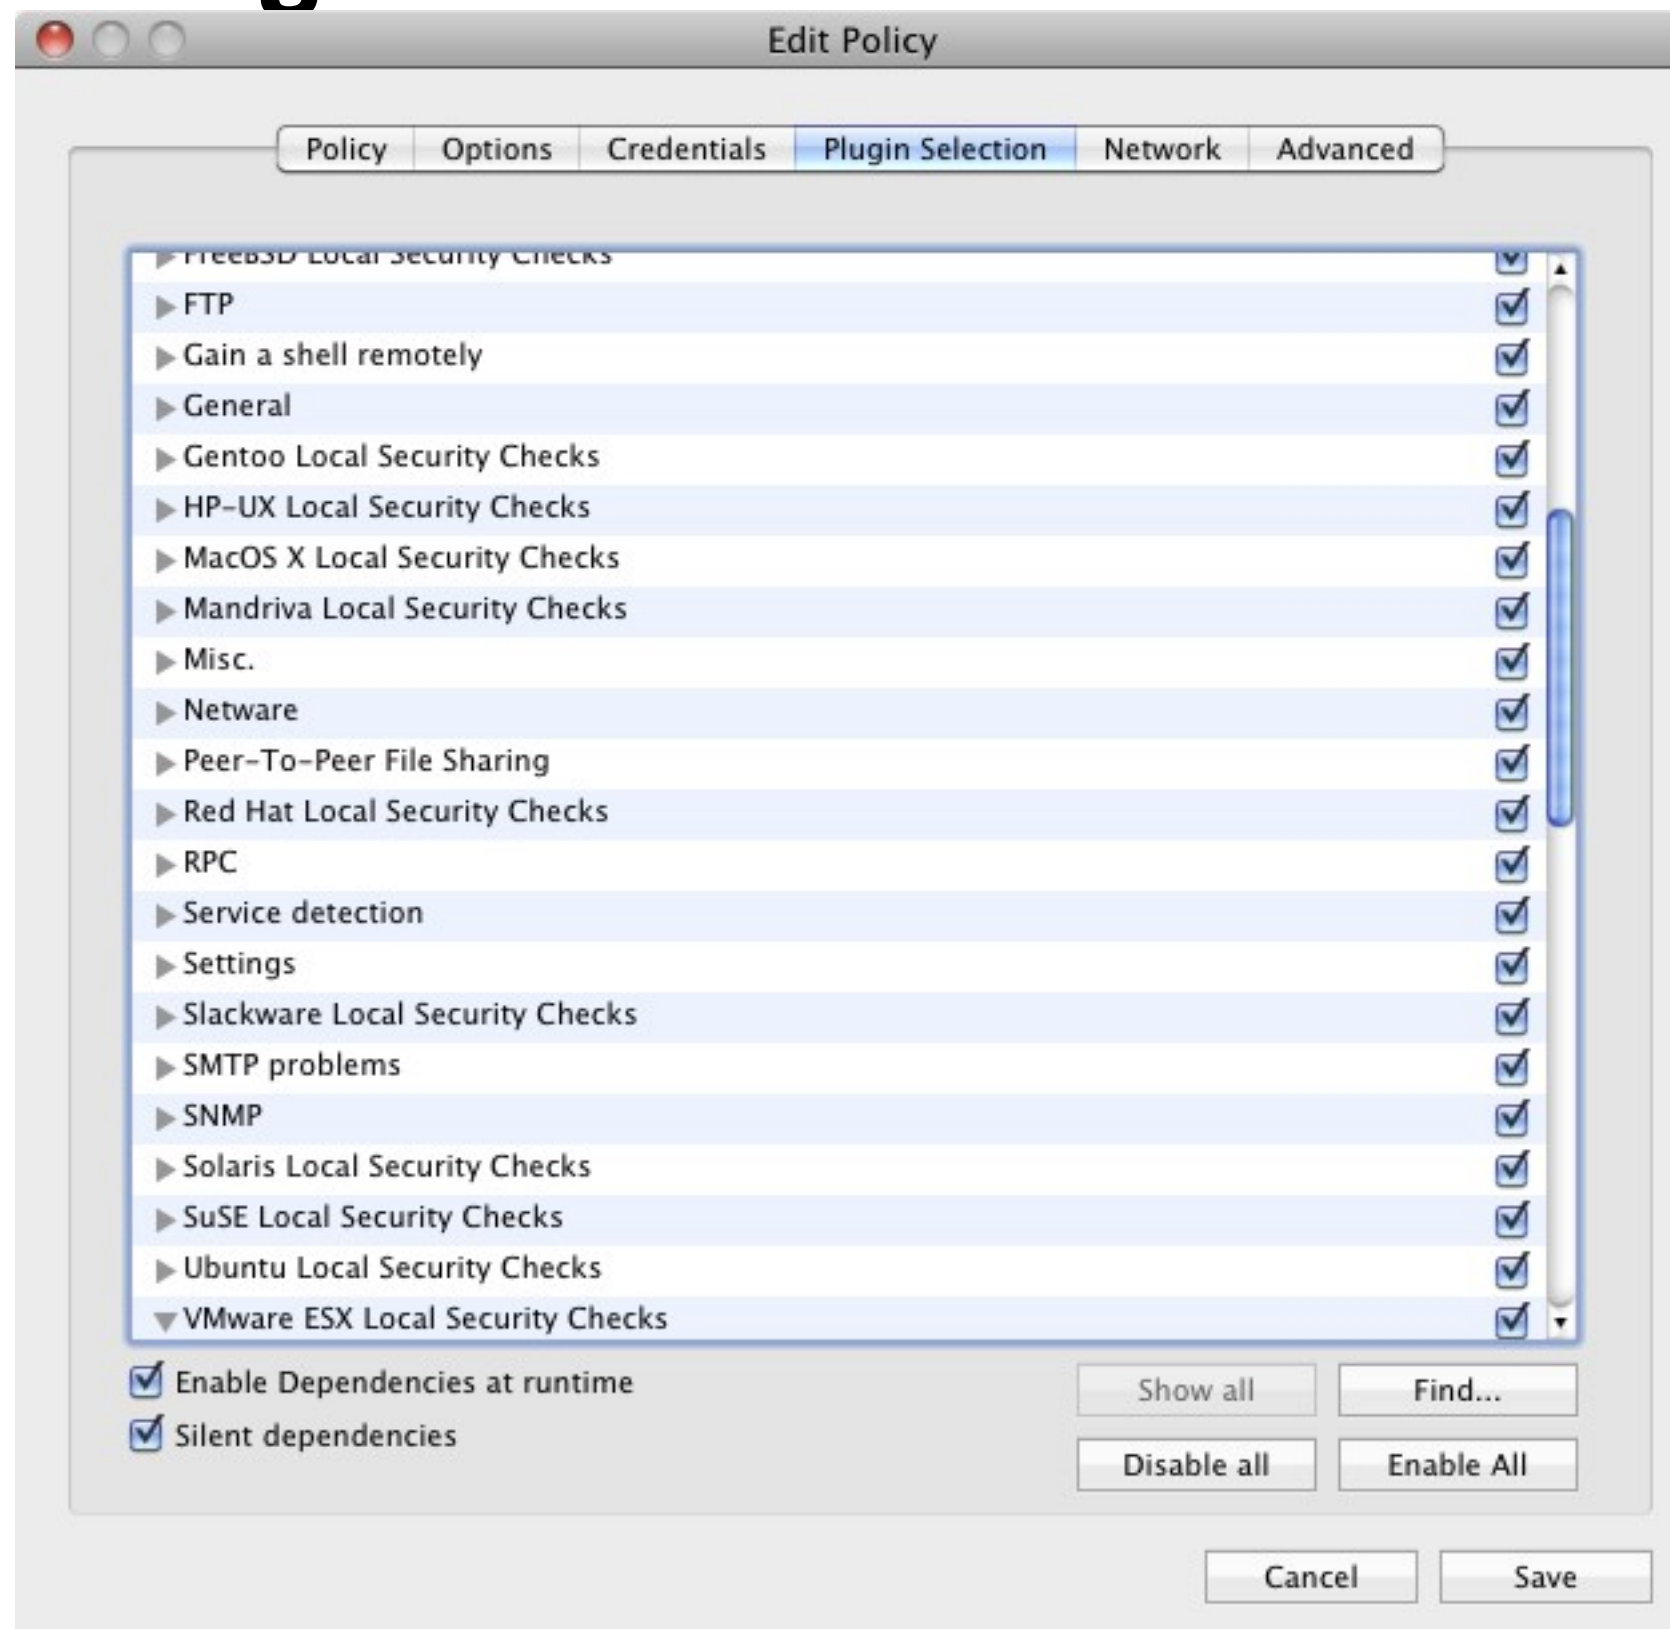 Edit Policy
Policy Options Credentials Plugin Selection Network Advanced
FreeBSD Local Security Checks
FTP
Gain a shell remotely
General
Gentoo Local Security Checks
HP-UX Local Security Checks
MacOS X Local Security Checks
Mandriva Local Security Checks
Misc.
Netware
Peer-To-Peer File Sharing
Red Hat Local Security Checks
RPC
Service detection
Settings
Slackware Local Security Checks
SMTP problems
SNMP
Solaris Local Security Checks
SuSE Local Security Checks
Ubuntu Local Security Checks
VMware ESX Local Security Checks
Enable Dependencies at runtime Show all Find...
Silent dependencies
Disable all Enable All
Cancel Save